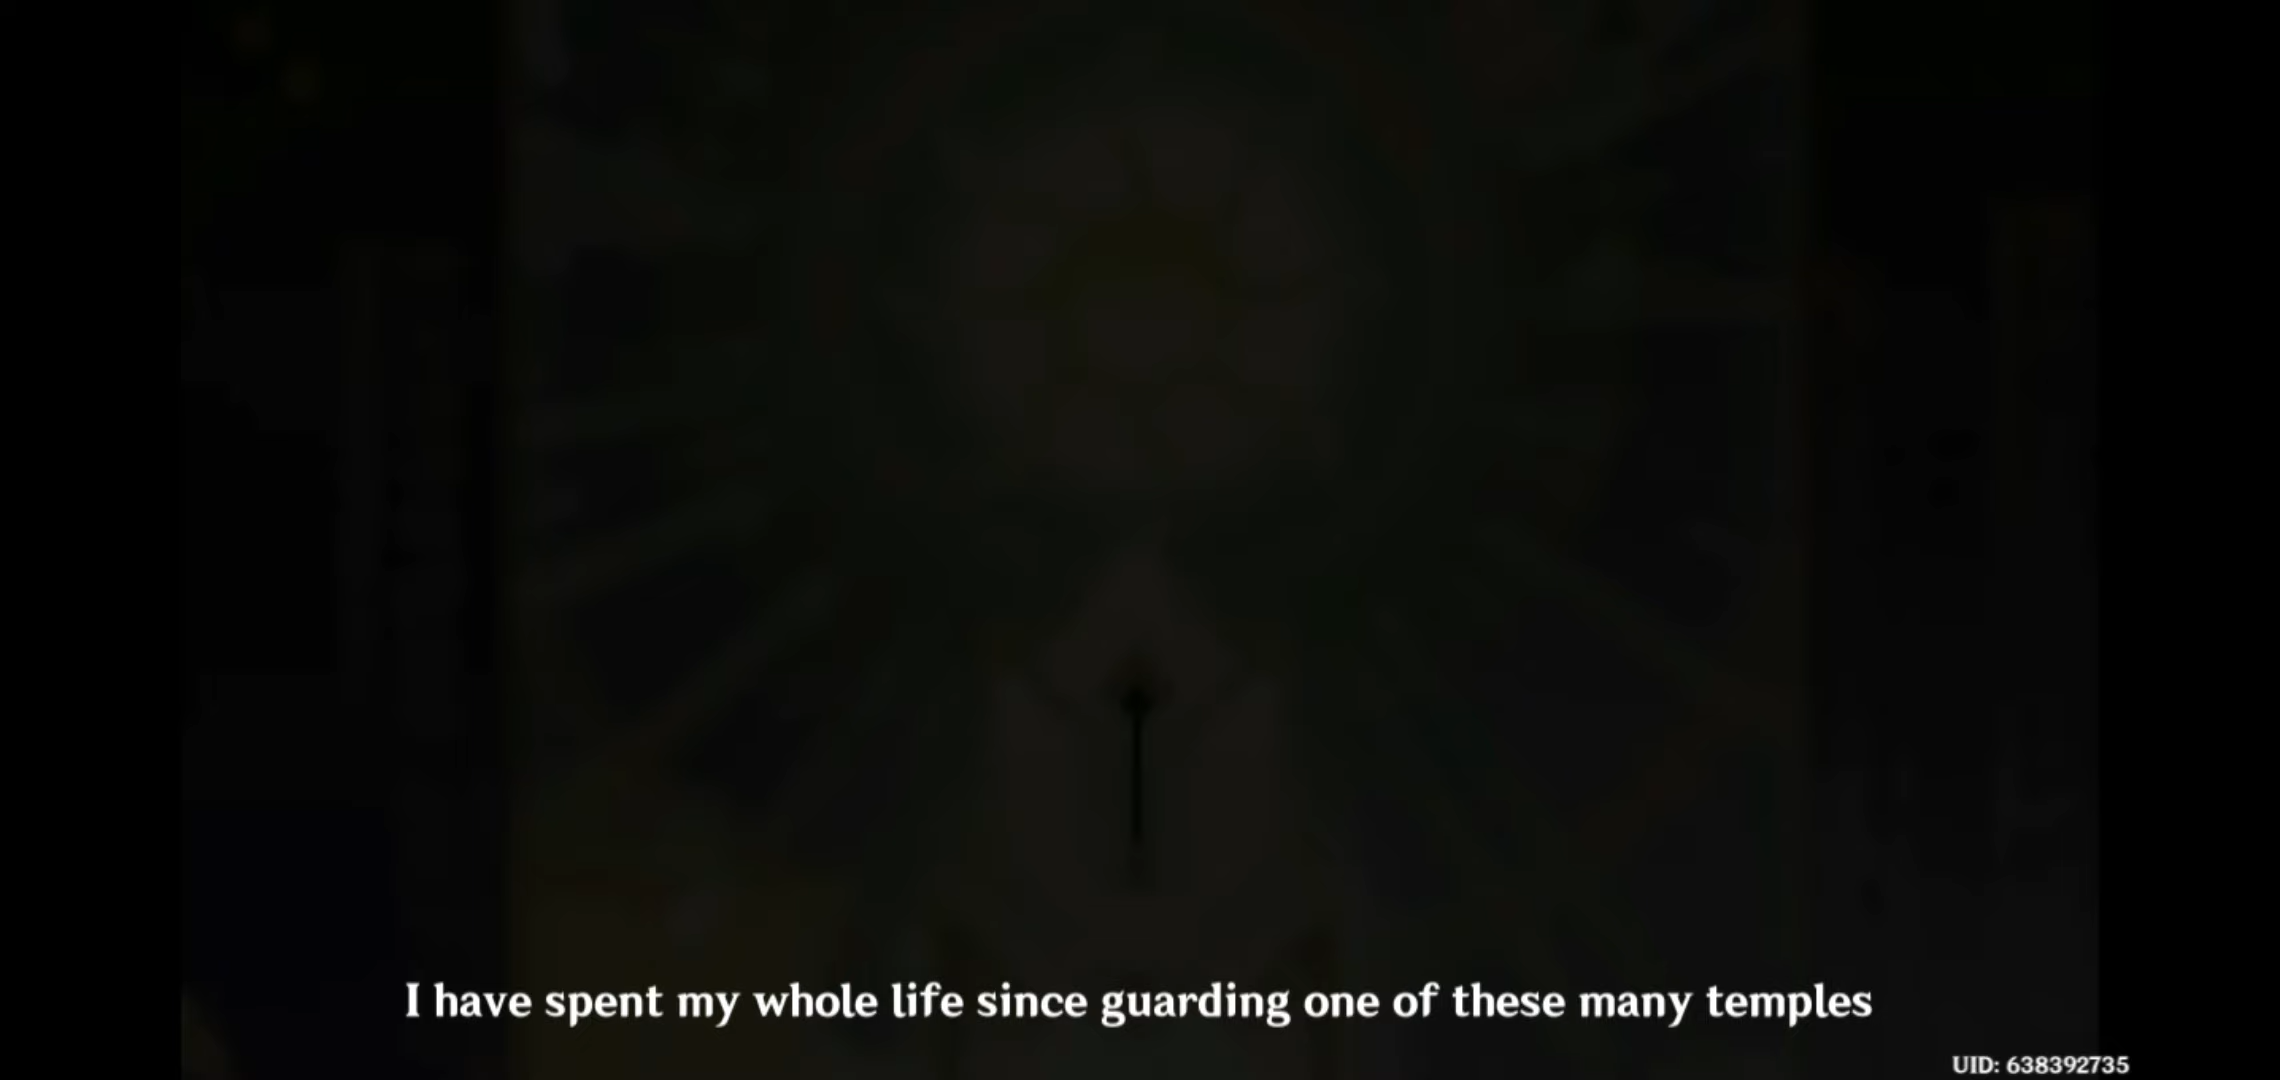 I have spent my whole life since guarding one of these many temples
UID: 638392735